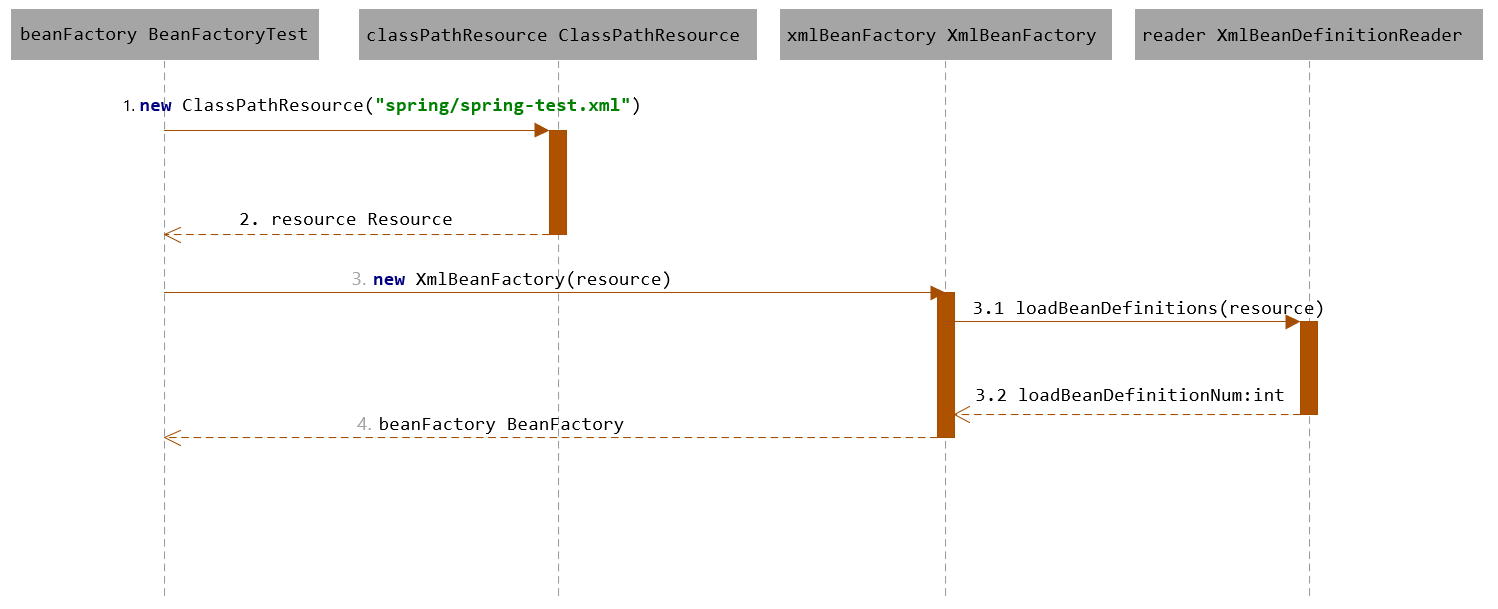 beanFactory BeanFactoryTest
classPathResource ClassPathResource
xmlBeanFactory XmlBeanFactory
reader XmlBeanDefinitionReader
1. new ClassPathResource("spring/spring-test.xml")
2. resource Resource
3. new XmlBeanFactory(resource)
3.1 loadBeanDefinitions(resource)
3.2 loadBeanDefinitionNum:int
4. beanFactory BeanFactory